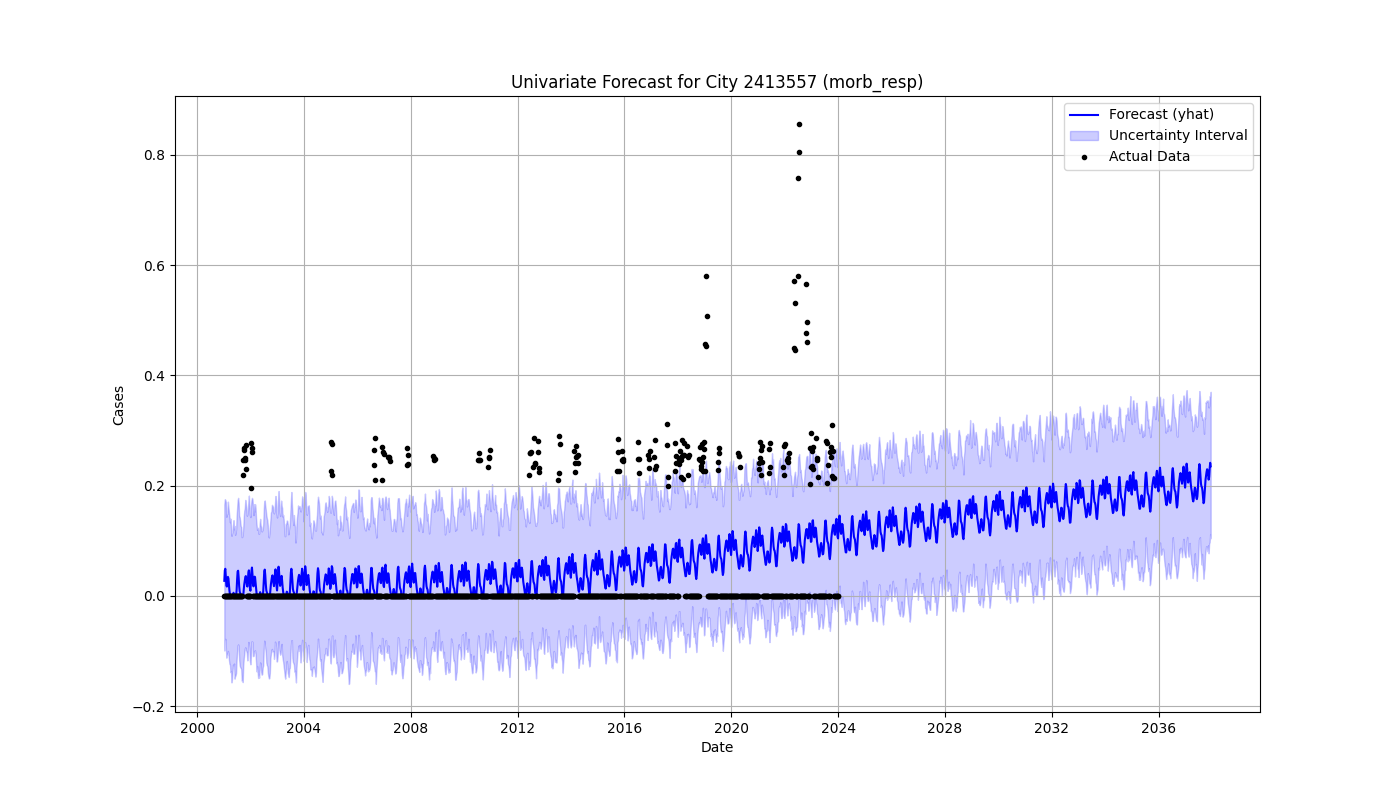 Univariate Forecast for City 2413557 (morb_resp)
Forecast (yhat)
Uncertainty Interval
Actual Data
Cases
0.8
0.6
0.4
0.2
0.0
−0.2
2000 2004 2008 2012 2016 2020 2024 2028 2032 2036
Date